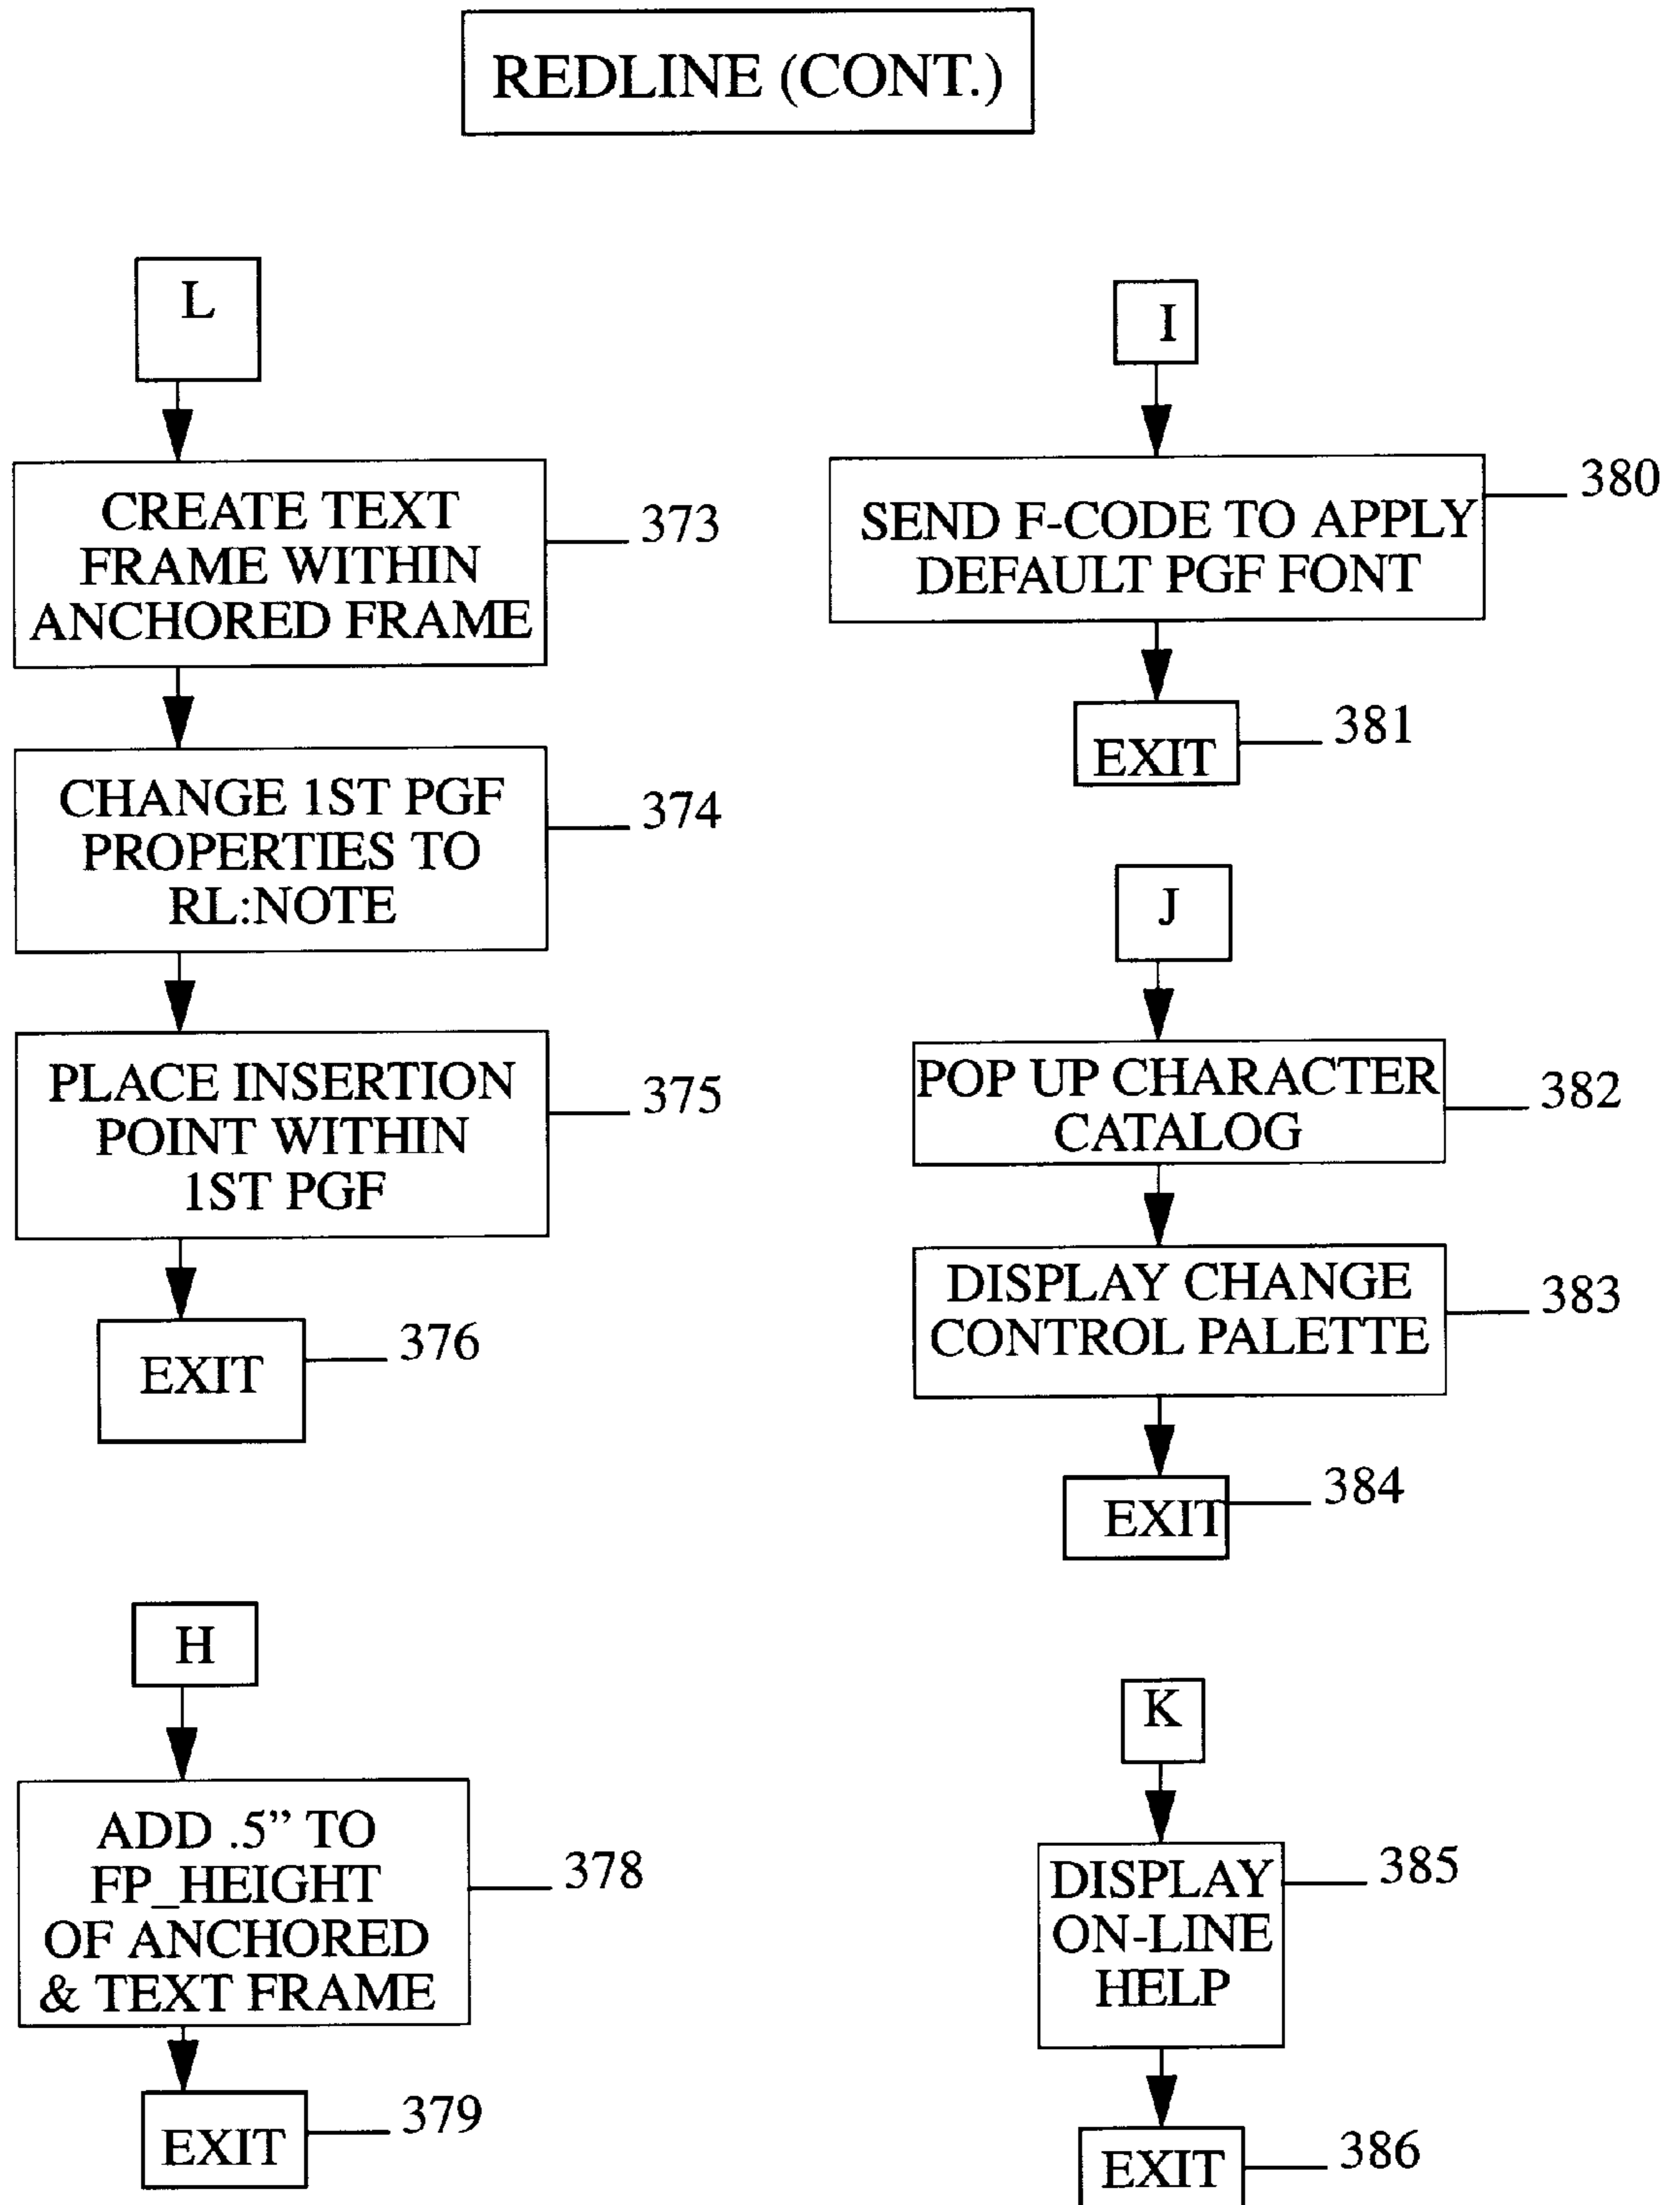 REDLINE (CONT.)
L
CREATE TEXT
FRAME WITHIN
ANCHORED FRAME
373
CHANGE 1ST PGF
PROPERTIES TO
RL:NOTE
374
PLACE INSERTION
POINT WITHIN
1ST PGF
375
EXIT
376
H
ADD .5” TO
FP_HEIGHT
OF ANCHORED
& TEXT FRAME
378
EXIT
379
I
SEND F-CODE TO APPLY
DEFAULT PGF FONT
380
EXIT
381
J
POP UP CHARACTER
CATALOG
382
DISPLAY CHANGE
CONTROL PALETTE
383
EXIT
384
K
DISPLAY
ON-LINE
HELP
385
EXIT
386